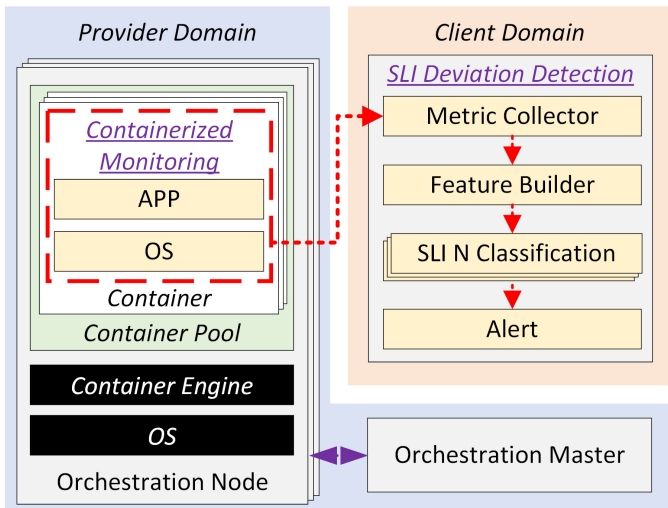 Provider Domain
Containerized
Monitoring
APP
OS
Container
Container Pool
Container Engine
OS
Orchestration Node
Client Domain
SLI Deviation Detection
Metric Collector
Feature Builder
SLI N Classification
Alert
Orchestration Master